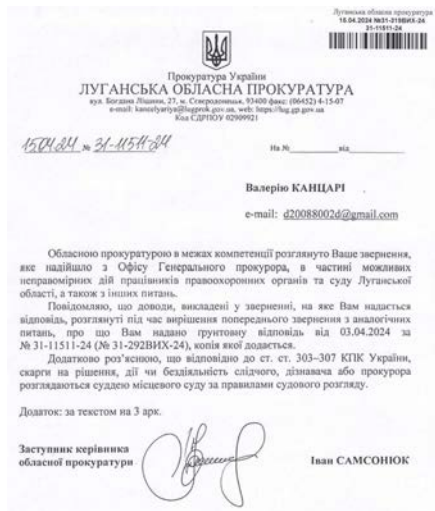 Луганська обласна прокуратура
15.04.2024 №31-319ВИХ-24
31-11511-24
Прокуратура України
ЛУГАНСЬКА ОБЛАСНА ПРОКУРАТУРА
вул. Богдана Ліщини, 27, м. Сєвєродонецьк, 93400 факс: (06452) 4-15-07
e-mail: kancelyariya@lugprok.gov.ua, web: https://lug.gp.gov.ua
Код ЄДРПОУ 02909921
15.04.24 № 31-11511-24 На № від
Валерію КАНЦАРІ
e-mail: d20088002d@gmail.com
Обласною прокуратурою в межах компетенції розглянуто Ваше звернення,
яке надійшло з Офісу Генерального прокурора, в частині можливих
неправомірних дій працівників правоохоронних органів та суду Луганської
області, а також з інших питань.
Повідомляю, що доводи, викладені у зверненні, на яке Вам надається
відповідь, розглянуті під час вирішення попереднього звернення з аналогічних
питань, про що Вам надано ґрунтовну відповідь від 03.04.2024 за
№ 31-11511-24 (№ 31-292ВИХ-24), копія якої додається.
Додатково роз'яснюю, що відповідно до ст. ст. 303–307 КПК України,
скарги на рішення, дії чи бездіяльність слідчого, дізнавача або прокурора
розглядаються суддею місцевого суду за правилами судового розгляду.
Додаток: за текстом на 3 арк.
Заступник керівника
обласної прокуратури Іван САМСОНЮК